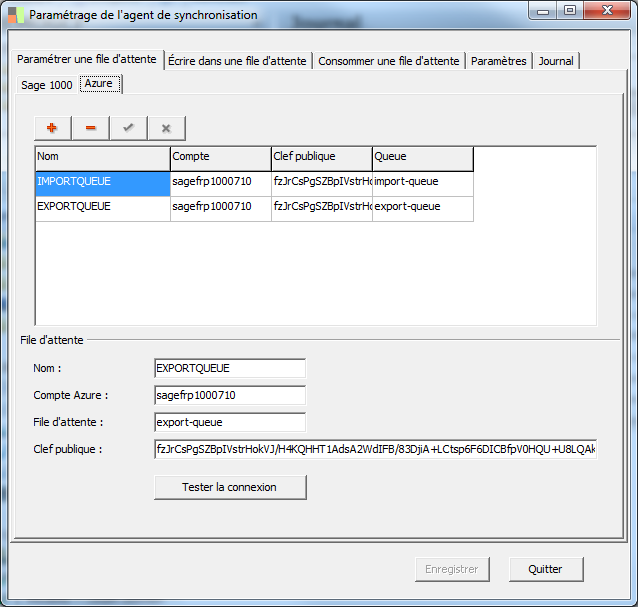 Paramétrage de l'agent de synchronisation
Paramétrer une file d'attente Écrire dans une file d'attente Consommer une file d'attente Paramètres Journal
Sage 1000 Azure
Nom Compte Clef publique Queue
IMPORTQUEUE sagefrp1000710 fzJrCsPgSZBpIVstrHo import-queue
EXPORTQUEUE sagefrp1000710 fzJrCsPgSZBpIVstrHo export-queue
File d'attente
Nom : EXPORTQUEUE
Compte Azure : sagefrp1000710
File d'attente : export-queue
Clef publique : fzJrCsPgSZBpIVstrHokVJ/H4KQHHT1AdsA2WdIFB/83DjiA+LCtsp6F6DICBfpV0HQU+U8LQAk
Tester la connexion
Enregistrer Quitter